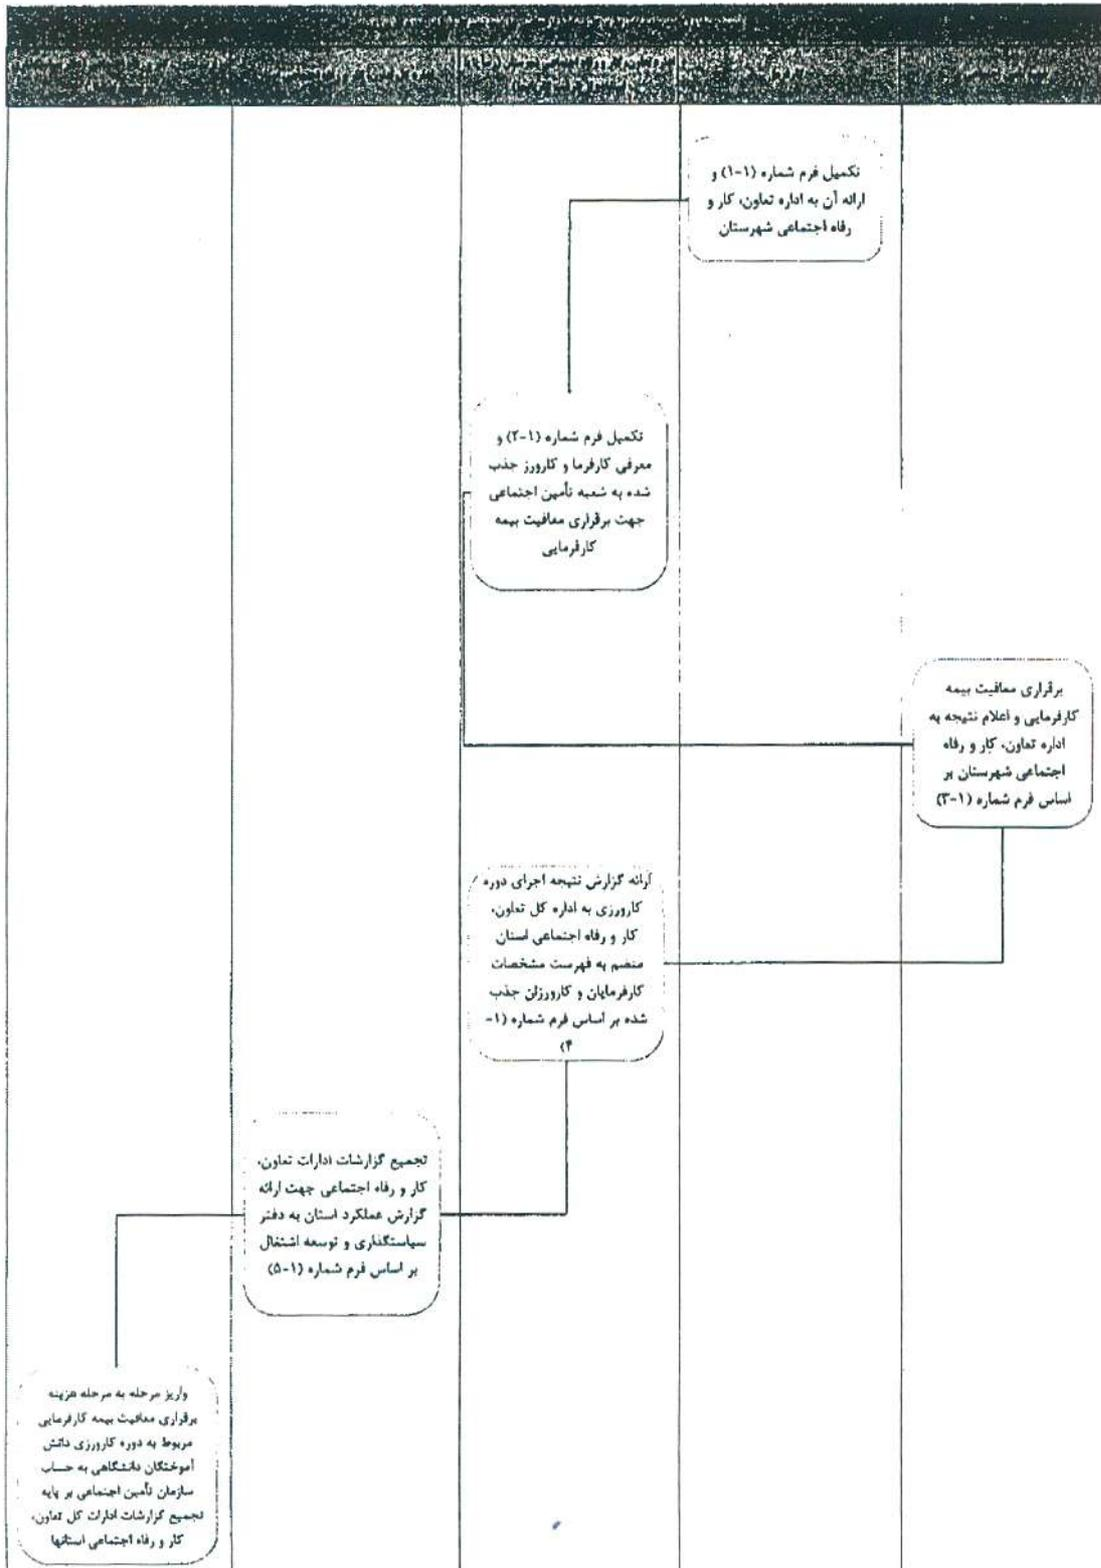 تکمیل فرم شماره (۱-۱) و
ارائه آن به اداره تعاون، کار و
رفاه اجتماعی شهرستان
تکمیل فرم شماره (۱-۲) و
معرفی کارفرما و کارورز جذب
شده به شعبه تأمین اجتماعی
جهت برقراری معافیت بیمه
کارفرمایی
برقراری معافیت بیمه
کارفرمایی و اعلام نتیجه به
اداره تعاون، کار و رفاه
اجتماعی شهرستان بر
اساس فرم شماره (۱-۳)
ارائه گزارش نتیجه اجرای دوره
کارورزی به اداره کل تعاون،
کار و رفاه اجتماعی استان
منضم به فهرست مشخصات
کارفرمایان و کارورزان جذب
شده بر اساس فرم شماره (۱-
۴)
تجمیع گزارشات ادارات تعاون،
کار و رفاه اجتماعی جهت ارائه
گزارش عملکرد استان به دفتر
سیاستگذاری و توسعه اشتغال
بر اساس فرم شماره (۱-۵)
واریز مرحله به مرحله هزینه
برقراری معافیت بیمه کارفرمایی
مربوط به دوره کارورزی دانش
آموختگان دانشگاهی به حساب
سازمان تأمین اجتماعی بر پایه
تجمیع گزارشات ادارات کل تعاون،
کار و رفاه اجتماعی استانها